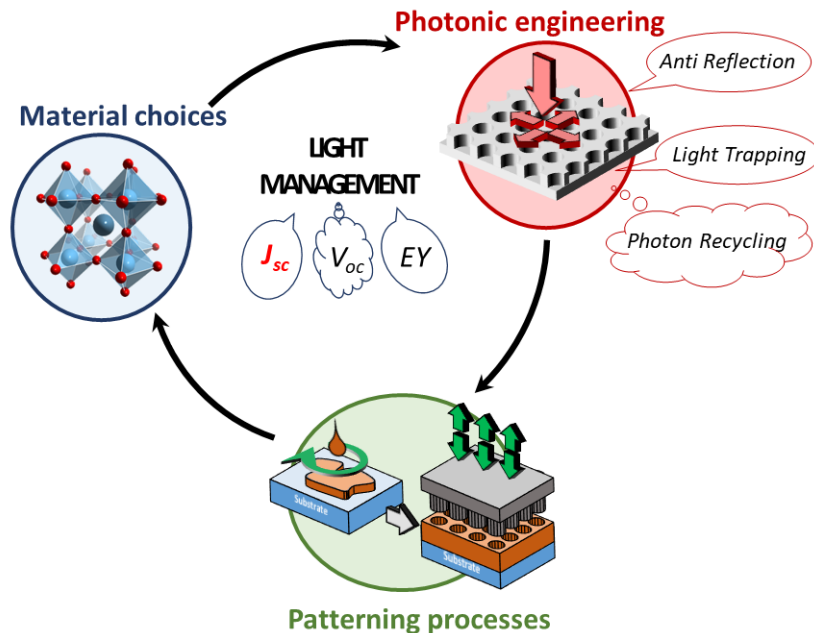 Photonic engineering
Anti Reflection
Material choices
LIGHT
MANAGEMENT
Light Trapping
Photon Recycling
Jsc
Voc
EY
Substrate
Substrate
Patterning processes